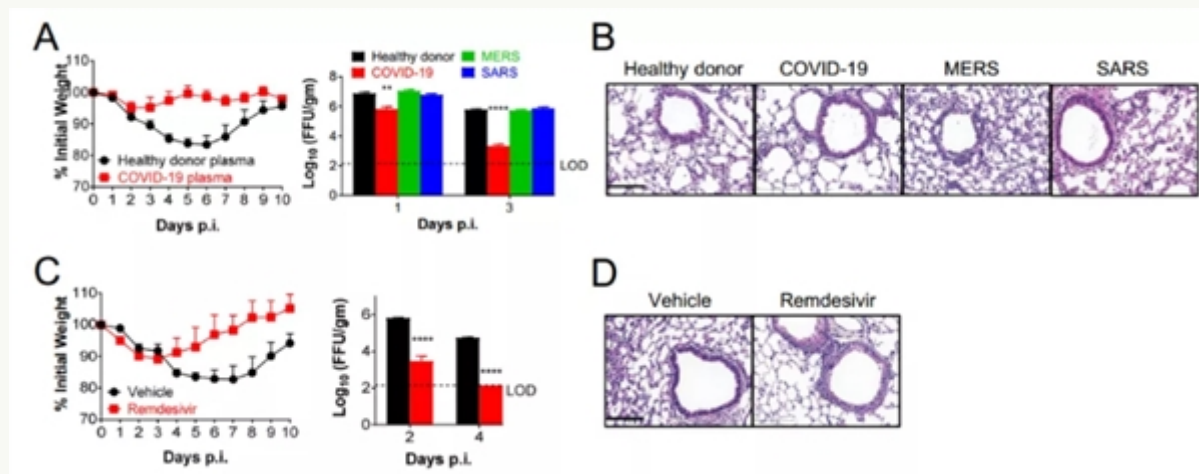 A
% Initial Weight
110
100
90
80
70
Healthy donor plasma
COVID-19 plasma
0 1 2 3 4 5 6 7 8 9 10
Days p.i.
Healthy donor
MERS
COVID-19
SARS
Log10 (FFU/gm)
8
6
4
2
0
**
****
LOD
1
3
Days p.i.
B
Healthy donor
COVID-19
MERS
SARS
C
% Initial Weight
110
100
90
80
70
Vehicle
Remdesivir
0 1 2 3 4 5 6 7 8 9 10
Days p.i.
Log10 (FFU/gm)
6
4
2
0
****
****
LOD
2
4
Days p.i.
D
Vehicle
Remdesivir